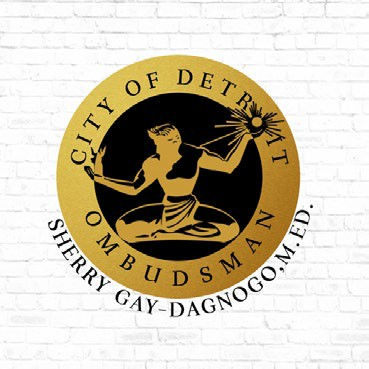 CITY OF DETROIT
OMBUDSMAN
SHERRY GAY-DAGNOGO,M.ED.